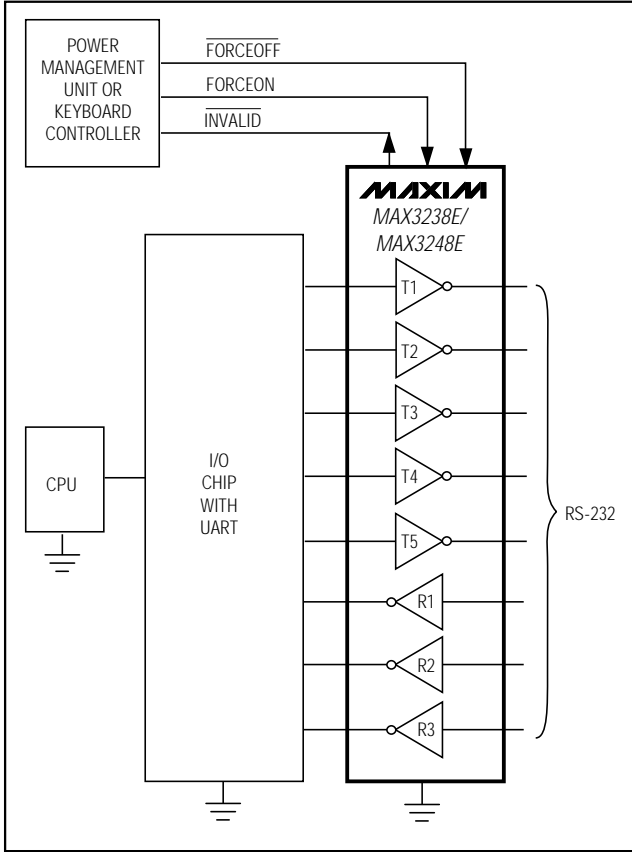 POWER
MANAGEMENT
UNIT OR
KEYBOARD
CONTROLLER
FORCEOFF
FORCEON
INVALID
MAXIM
MAX3238E/
MAX3248E
T1
T2
T3
T4
T5
R1
R2
R3
CPU
I/O
CHIP
WITH
UART
RS-232